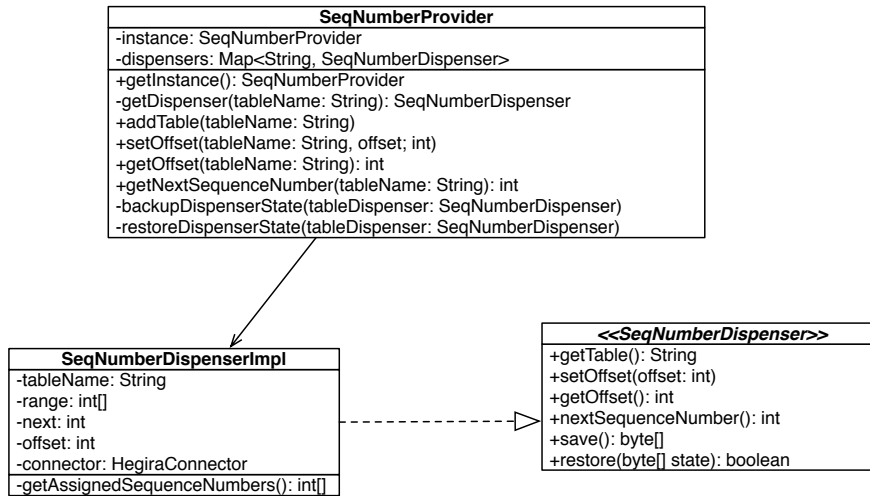 SeqNumberProvider
-instance: SeqNumberProvider
-dispensers: Map<String, SeqNumberDispenser>
+getInstance(): SeqNumberProvider
-getDispenser(tableName: String): SeqNumberDispenser
+addTable(tableName: String)
+setOffset(tableName: String, offset; int)
+getOffset(tableName: String): int
+getNextSequenceNumber(tableName: String): int
-backupDispenserState(tableDispenser: SeqNumberDispenser)
-restoreDispenserState(tableDispenser: SeqNumberDispenser)
SeqNumberDispenserImpl
-tableName: String
-range: int[]
-next: int
-offset: int
-connector: HegiraConnector
-getAssignedSequenceNumbers(): int[]
<<SeqNumberDispenser>>
+getTable(): String
+setOffset(offset: int)
+getOffset(): int
+nextSequenceNumber(): int
+save(): byte[]
+restore(byte[] state): boolean